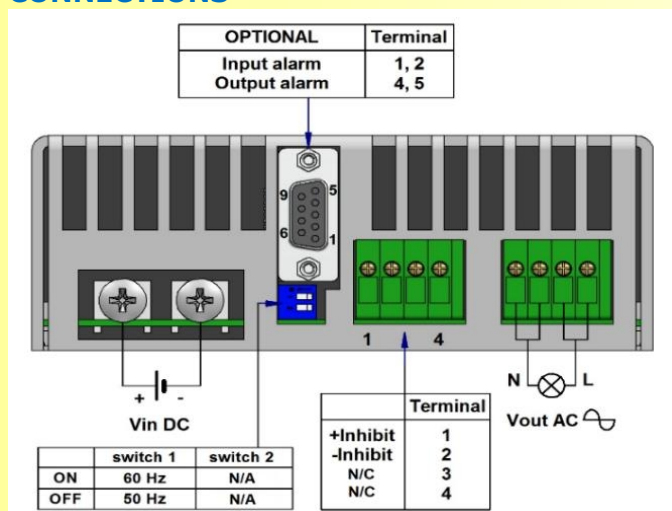 CONNECTIONS
OPTIONAL Terminal
Input alarm 1, 2
Output alarm 4, 5
9 5
6 1
1 4
+ -
Vin DC
N L
Vout AC
switch 1 switch 2
ON 60 Hz N/A
OFF 50 Hz N/A
Terminal
+Inhibit 1
-Inhibit 2
N/C 3
N/C 4